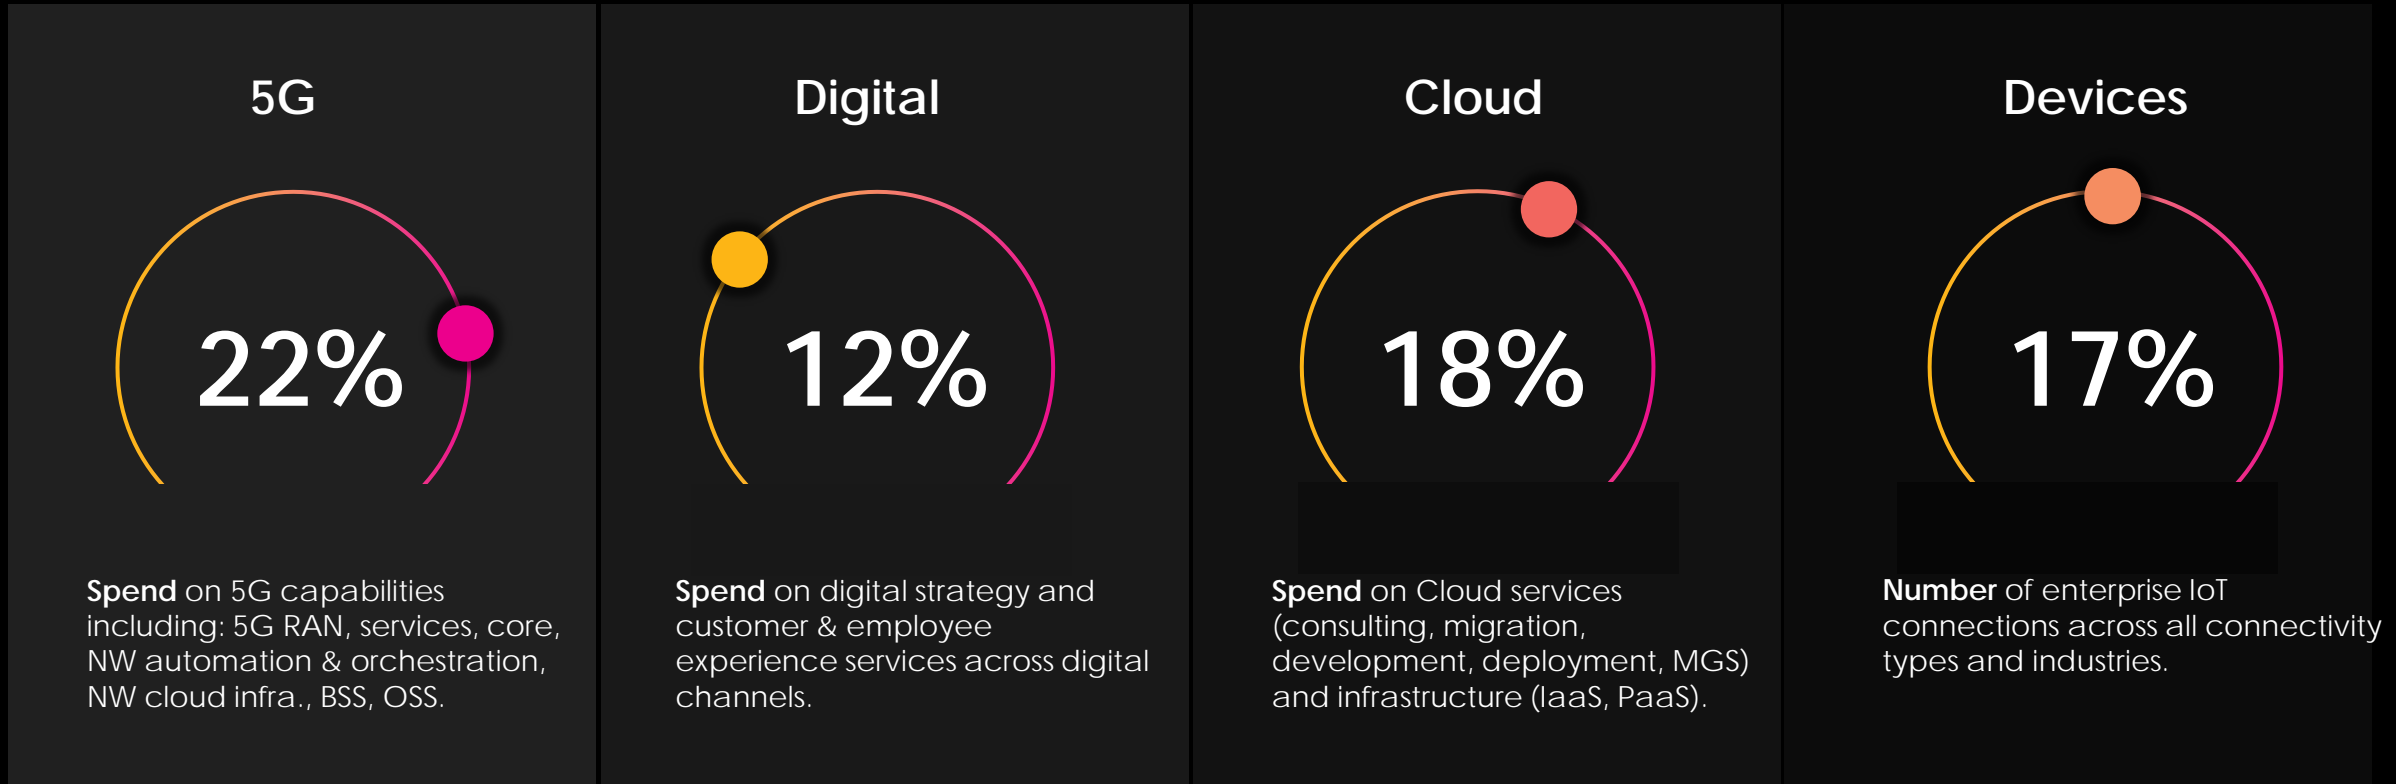 5G
22%
Spend on 5G capabilities
including: 5G RAN, services, core,
NW automation & orchestration,
NW cloud infra., BSS, OSS.
Digital
12%
Spend on digital strategy and
customer & employee
experience services across digital
channels.
Cloud
18%
Spend on Cloud services
(consulting, migration,
development, deployment, MGS)
and infrastructure (IaaS, PaaS).
Devices
17%
Number of enterprise IoT
connections across all connectivity
types and industries.